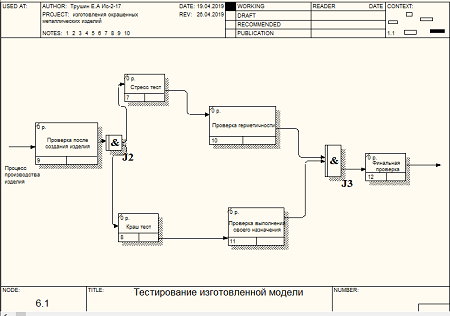 USED AT:
AUTHOR: Трушин Е.А Ис-2-17
DATE: 19.04.2019
WORKING
READER
DATE
CONTEXT:
PROJECT: изготовления окрашенных
металлических изделий
REV: 25.04.2019
DRAFT
RECOMMENDED
NOTES: 1 2 3 4 5 6 7 8 9 10
PUBLICATION
1.1
0 р.
Стресс тест
7
0 р.
Проверка герметичности
10
0 р.
Проверка после
создания изделия
9
&
J2
Процесс
производства
изделия
&
J3
0 р.
Финальная
проверка
12
0 р.
Краш тест
8
0 р.
Проверка выполнения
своего назначения
11
NODE:
6.1
TITLE:
Тестирование изготовленной модели
NUMBER: